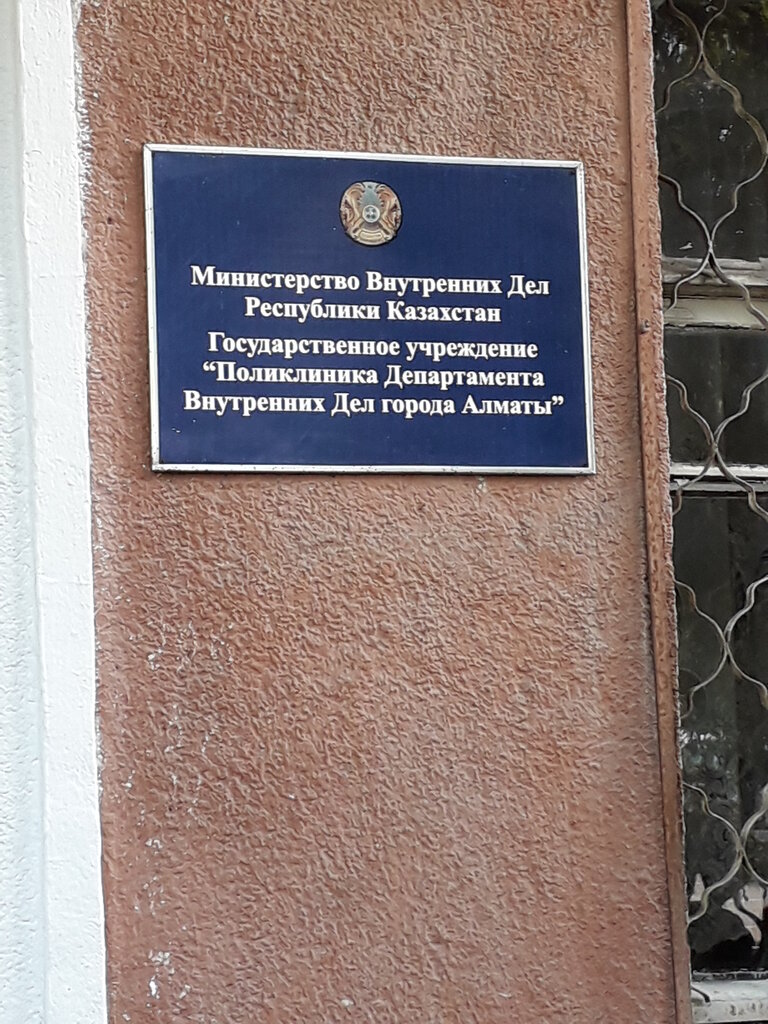 Министерство Внутренних Дел
Республики Казахстан
Государственное учреждение
“Поликлиника Департамента
Внутренних Дел города Алматы”